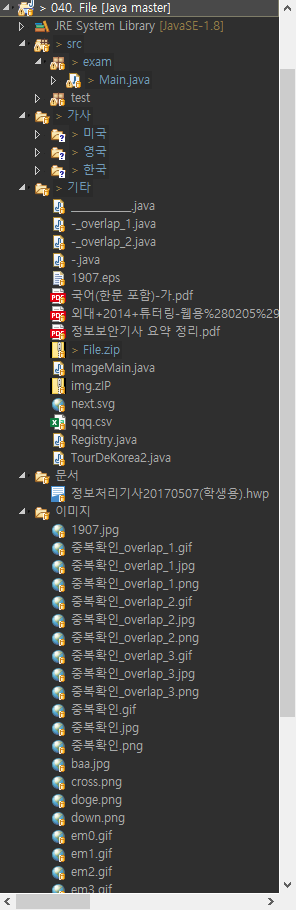 > 040. File [Java master]
JRE System Library [JavaSE-1.8]
> src
> exam
> Main.java
test
> 가사
> 미국
> 영국
> 한국
> 기타
____________.java
-_overlap_1.java
-_overlap_2.java
-.java
1907.eps
국어(한문 포함)-가.pdf
외대+2014+튜터링-웹용%280205%29
정보보안기사 요약 정리.pdf
> File.zip
ImageMain.java
img.zIP
next.svg
qqq.csv
Registry.java
TourDeKorea2.java
> 문서
정보처리기사20170507(학생용).hwp
> 이미지
1907.jpg
중복확인_overlap_1.gif
중복확인_overlap_1.jpg
중복확인_overlap_1.png
중복확인_overlap_2.gif
중복확인_overlap_2.jpg
중복확인_overlap_2.png
중복확인_overlap_3.gif
중복확인_overlap_3.jpg
중복확인_overlap_3.png
중복확인.gif
중복확인.jpg
중복확인.png
baa.jpg
cross.png
doge.png
down.png
em0.gif
em1.gif
em2.gif
em3.gif